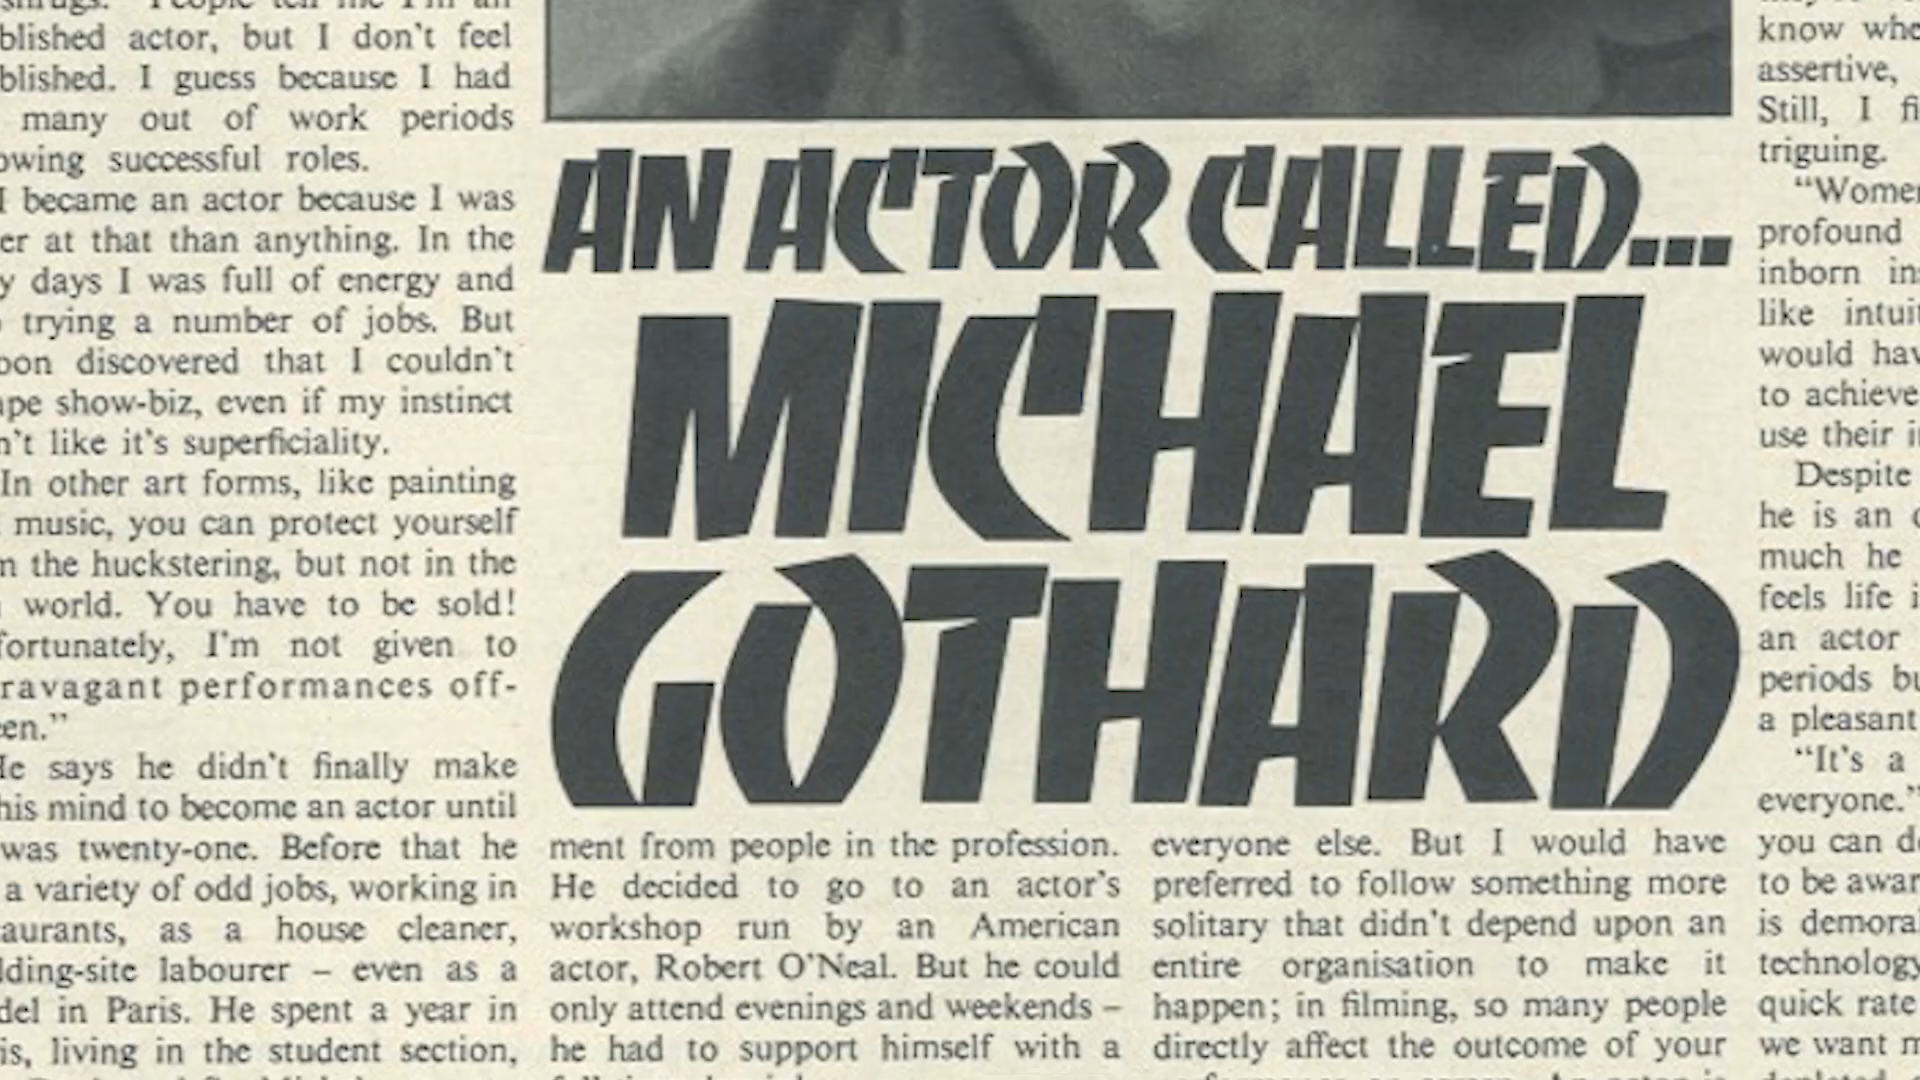 blished actor, but I don't feel
blished. I guess because I had
many out of work periods
owing successful roles.
I became an actor because I was
er at that than anything. In the
y days I was full of energy and
trying a number of jobs. But
oon discovered that I couldn't
ape show-biz, even if my instinct
n't like it's superficiality.
In other art forms, like painting
music, you can protect yourself
m the huckstering, but not in the
world. You have to be sold!
fortunately, I'm not given to
ravagant performances off-
een."
He says he didn't finally make
his mind to become an actor until
was twenty-one. Before that he
a variety of odd jobs, working in
aurants, as a house cleaner,
lding-site labourer – even as a
del in Paris. He spent a year in
is, living in the student section,
AN ACTOR CALLED...
MICHAEL
GOTHARD
ment from people in the profession.
He decided to go to an actor's
workshop run by an American
actor, Robert O'Neal. But he could
only attend evenings and weekends –
he had to support himself with a
everyone else. But I would have
preferred to follow something more
solitary that didn't depend upon an
entire organisation to make it
happen; in filming, so many people
directly affect the outcome of your
know whe
assertive,
Still, I fi
triguing.
"Women
profound
inborn ins
like intuit
would hav
to achieve
use their i
Despite
he is an
much he
feels life i
an actor
periods bu
a pleasant
"It's a
everyone."
you can d
to be awar
is demoral
technology
quick rate
we want m